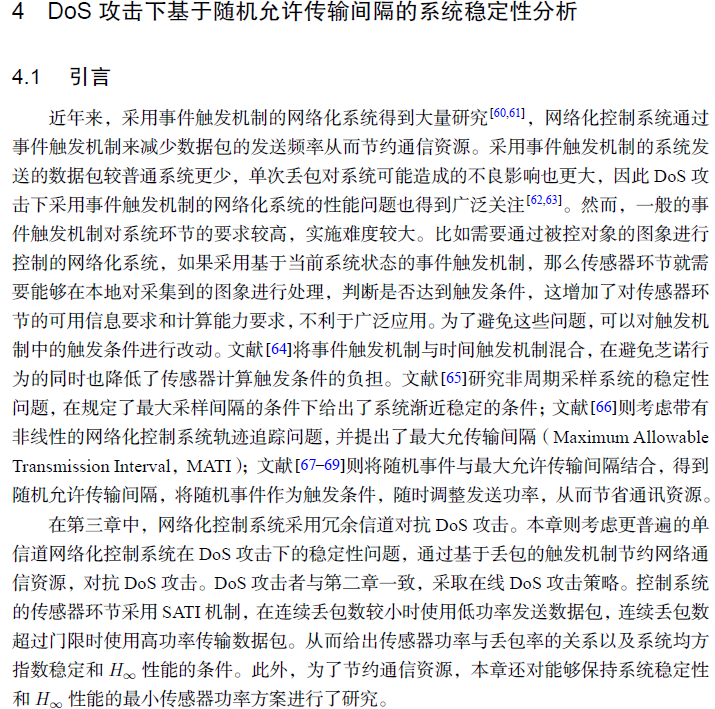 4 DoS 攻击下基于随机允许传输间隔的系统稳定性分析
4.1 引言
近年来，采用事件触发机制的网络化系统得到大量研究[60,61]，网络化控制系统通过
事件触发机制来减少数据包的发送频率从而节约通信资源。采用事件触发机制的系统发
送的数据包较普通系统更少，单次丢包对系统可能造成的不良影响也更大，因此 DoS 攻
击下采用事件触发机制的网络化系统的性能问题也得到广泛关注[62,63]。然而，一般的事
件触发机制对系统环节的要求较高，实施难度较大。比如需要通过被控对象的图象进行
控制的网络化系统，如果采用基于当前系统状态的事件触发机制，那么传感器环节就需
要能够在本地对采集到的图象进行处理，判断是否达到触发条件，这增加了对传感器环
节的可用信息要求和计算能力要求，不利于广泛应用。为了避免这些问题，可以对触发机
制中的触发条件进行改动。文献[64]将事件触发机制与时间触发机制混合，在避免芝诺行
为的同时也降低了传感器计算触发条件的负担。文献[65]研究非周期采样系统的稳定性
问题，在规定了最大采样间隔的条件下给出了系统渐近稳定的条件；文献[66]则考虑带有
非线性的网络化控制系统轨迹追踪问题，并提出了最大允传输间隔（Maximum Allowable
Transmission Interval，MATI）；文献[67–69]则将随机事件与最大允许传输间隔结合，得到
随机允许传输间隔，将随机事件作为触发条件，随时调整发送功率，从而节省通讯资源。
在第三章中，网络化控制系统采用冗余信道对抗 DoS 攻击。本章则考虑更普遍的单
信道网络化控制系统在 DoS 攻击下的稳定性问题，通过基于丢包的触发机制节约网络通
信资源，对抗 DoS 攻击。DoS 攻击者与第二章一致，采取在线 DoS 攻击策略。控制系统
的传感器环节采用 SATI 机制，在连续丢包数较小时使用低功率发送数据包，连续丢包数
超过门限时使用高功率传输数据包。从而给出传感器功率与丢包率的关系以及系统均方
指数稳定和 H∞ 性能的条件。此外，为了节约通信资源，本章还对能够保持系统稳定性
和 H∞ 性能的最小传感器功率方案进行了研究。